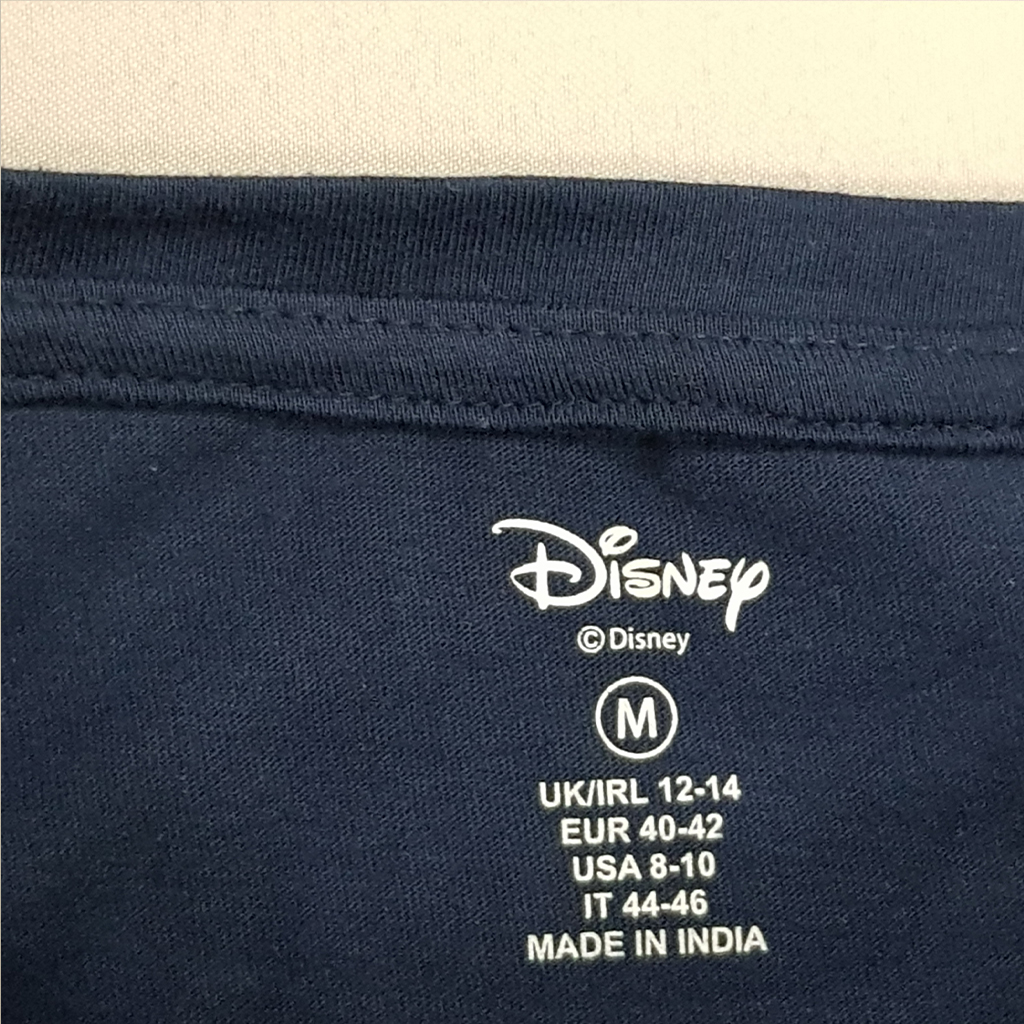 Disney
© Disney
M
UK/IRL 12-14
EUR 40-42
USA 8-10
IT 44-46
MADE IN INDIA